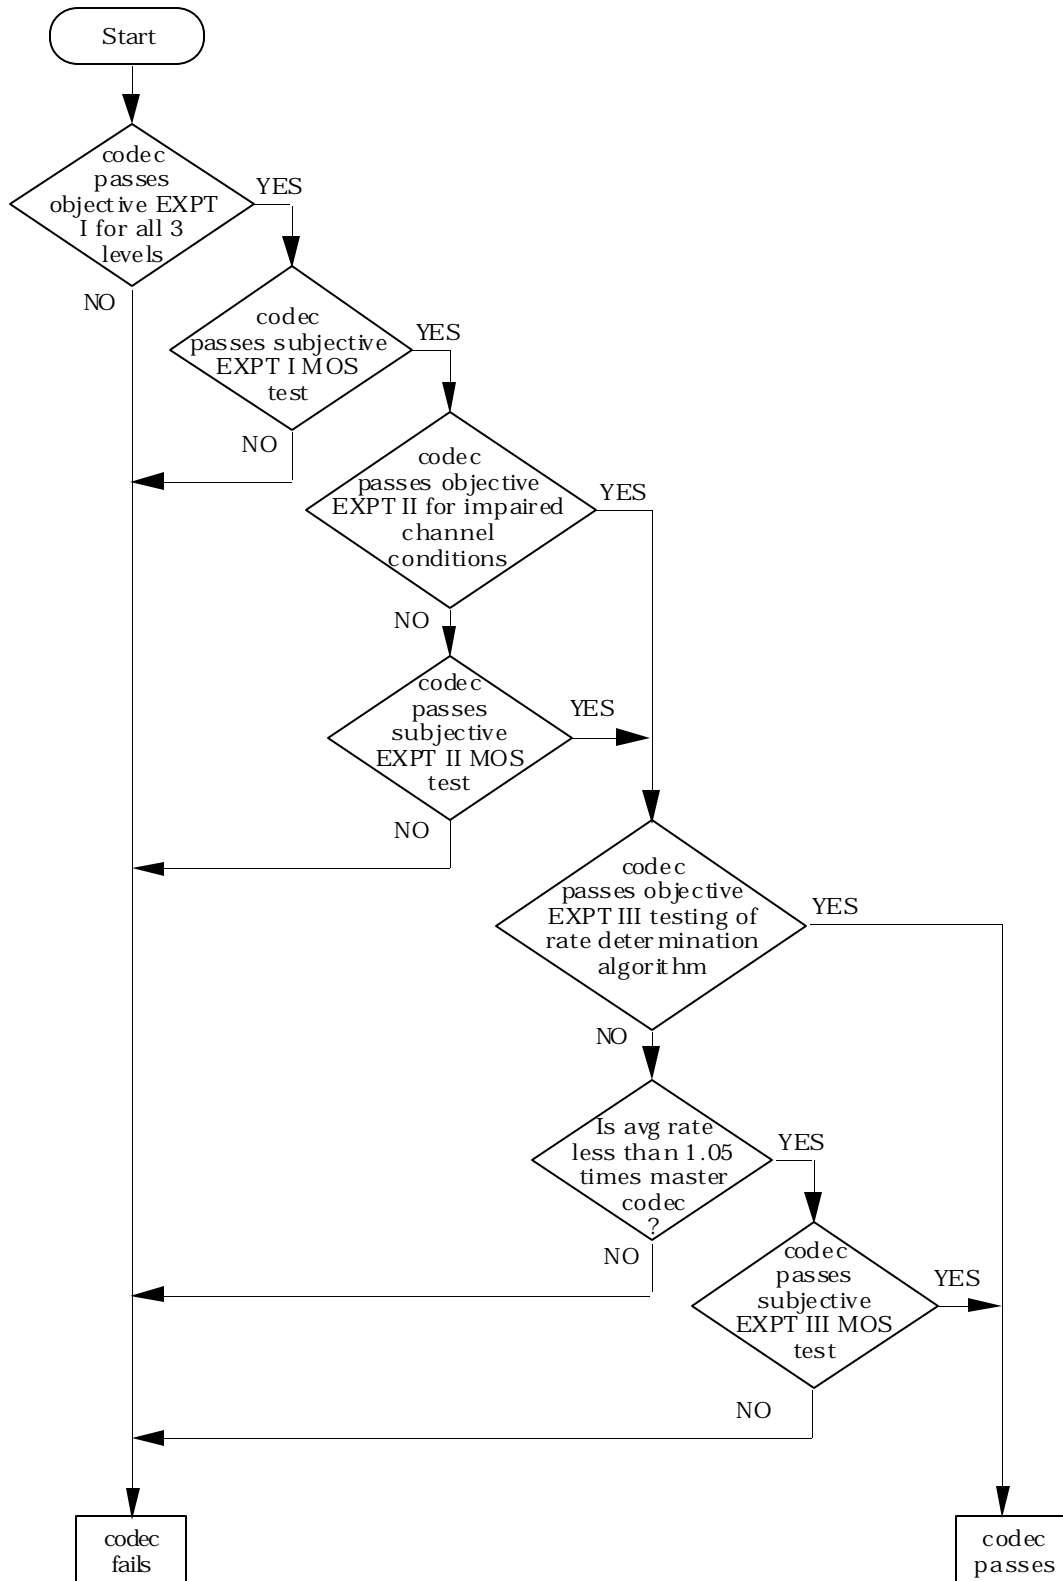 Start
codec
passes
objective EXPT
I for all 3
levels
YES
NO
codec
passes subjective
EXPT I MOS
test
YES
NO
codec
passes objective
EXPT II for impaired
channel
conditions
YES
NO
codec
passes
subjective
EXPT II MOS
test
YES
NO
codec
passes objective
EXPT III testing of
rate determination
algorithm
YES
NO
Is avg rate
less than 1.05
times master
codec
?
YES
NO
codec
passes
subjective
EXPT III MOS
test
YES
NO
codec
fails
codec
passes